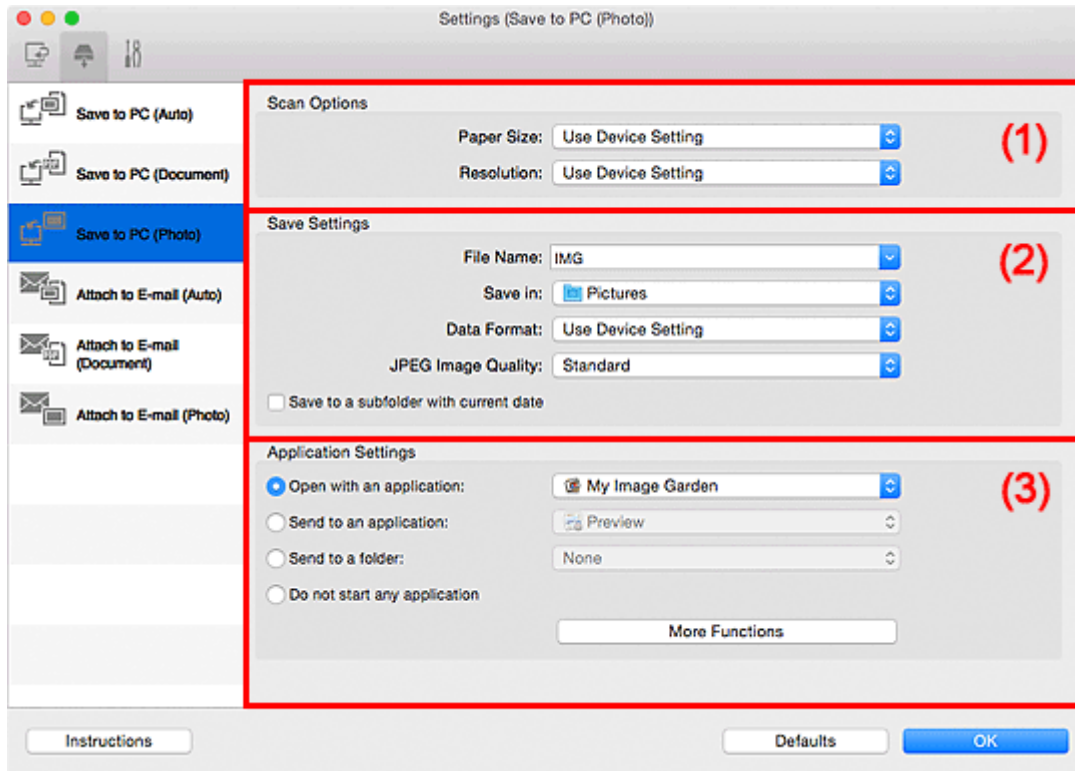 Settings (Save to PC (Photo))
Save to PC (Auto)
Save to PC (Document)
Save to PC (Photo)
Attach to E-mail (Auto)
Attach to E-mail
(Document)
Attach to E-mail (Photo)
Scan Options
(1)
Paper Size: Use Device Setting
Resolution: Use Device Setting
Save Settings
(2)
File Name: IMG
Save in: Pictures
Data Format: Use Device Setting
JPEG Image Quality: Standard
Save to a subfolder with current date
Application Settings
(3)
Open with an application: My Image Garden
Send to an application: Preview
Send to a folder: None
Do not start any application
More Functions
Instructions
Defaults
OK